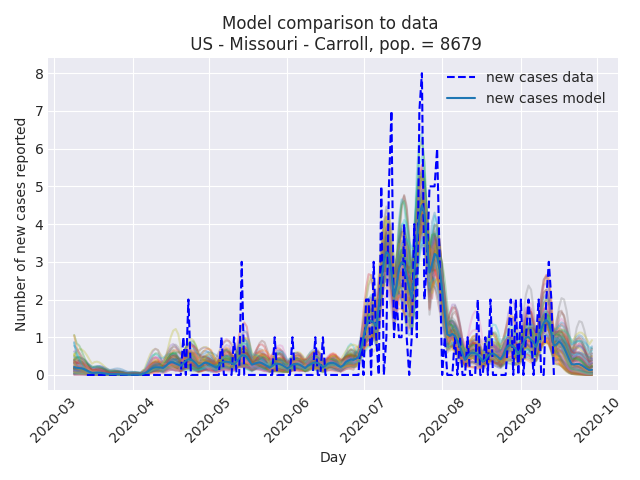 Model comparison to data
US - Missouri - Carroll, pop. = 8679
new cases data
new cases model
Number of new cases reported
8
7
6
5
4
3
2
1
0
2020-03
2020-04
2020-05
2020-06
2020-07
2020-08
2020-09
2020-10
Day